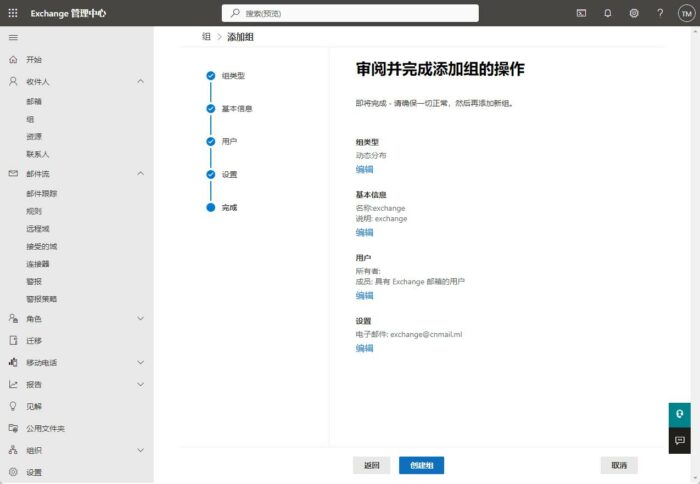 Exchange 管理中心
搜索(预览)
TM
开始
收件人
邮箱
组
资源
联系人
邮件流
邮件跟踪
规则
远程域
接受的域
连接器
警报
警报策略
角色
迁移
移动电话
报告
见解
公用文件夹
组织
设置
组 > 添加组
组类型
基本信息
用户
设置
完成
审阅并完成添加组的操作
即将完成 - 请确保一切正常，然后再添加新组。
组类型
动态分布
编辑
基本信息
名称:exchange
说明: exchange
编辑
用户
所有者:
成员: 具有 Exchange 邮箱的用户
编辑
设置
电子邮件: exchange@cnmail.ml
编辑
返回
创建组
取消